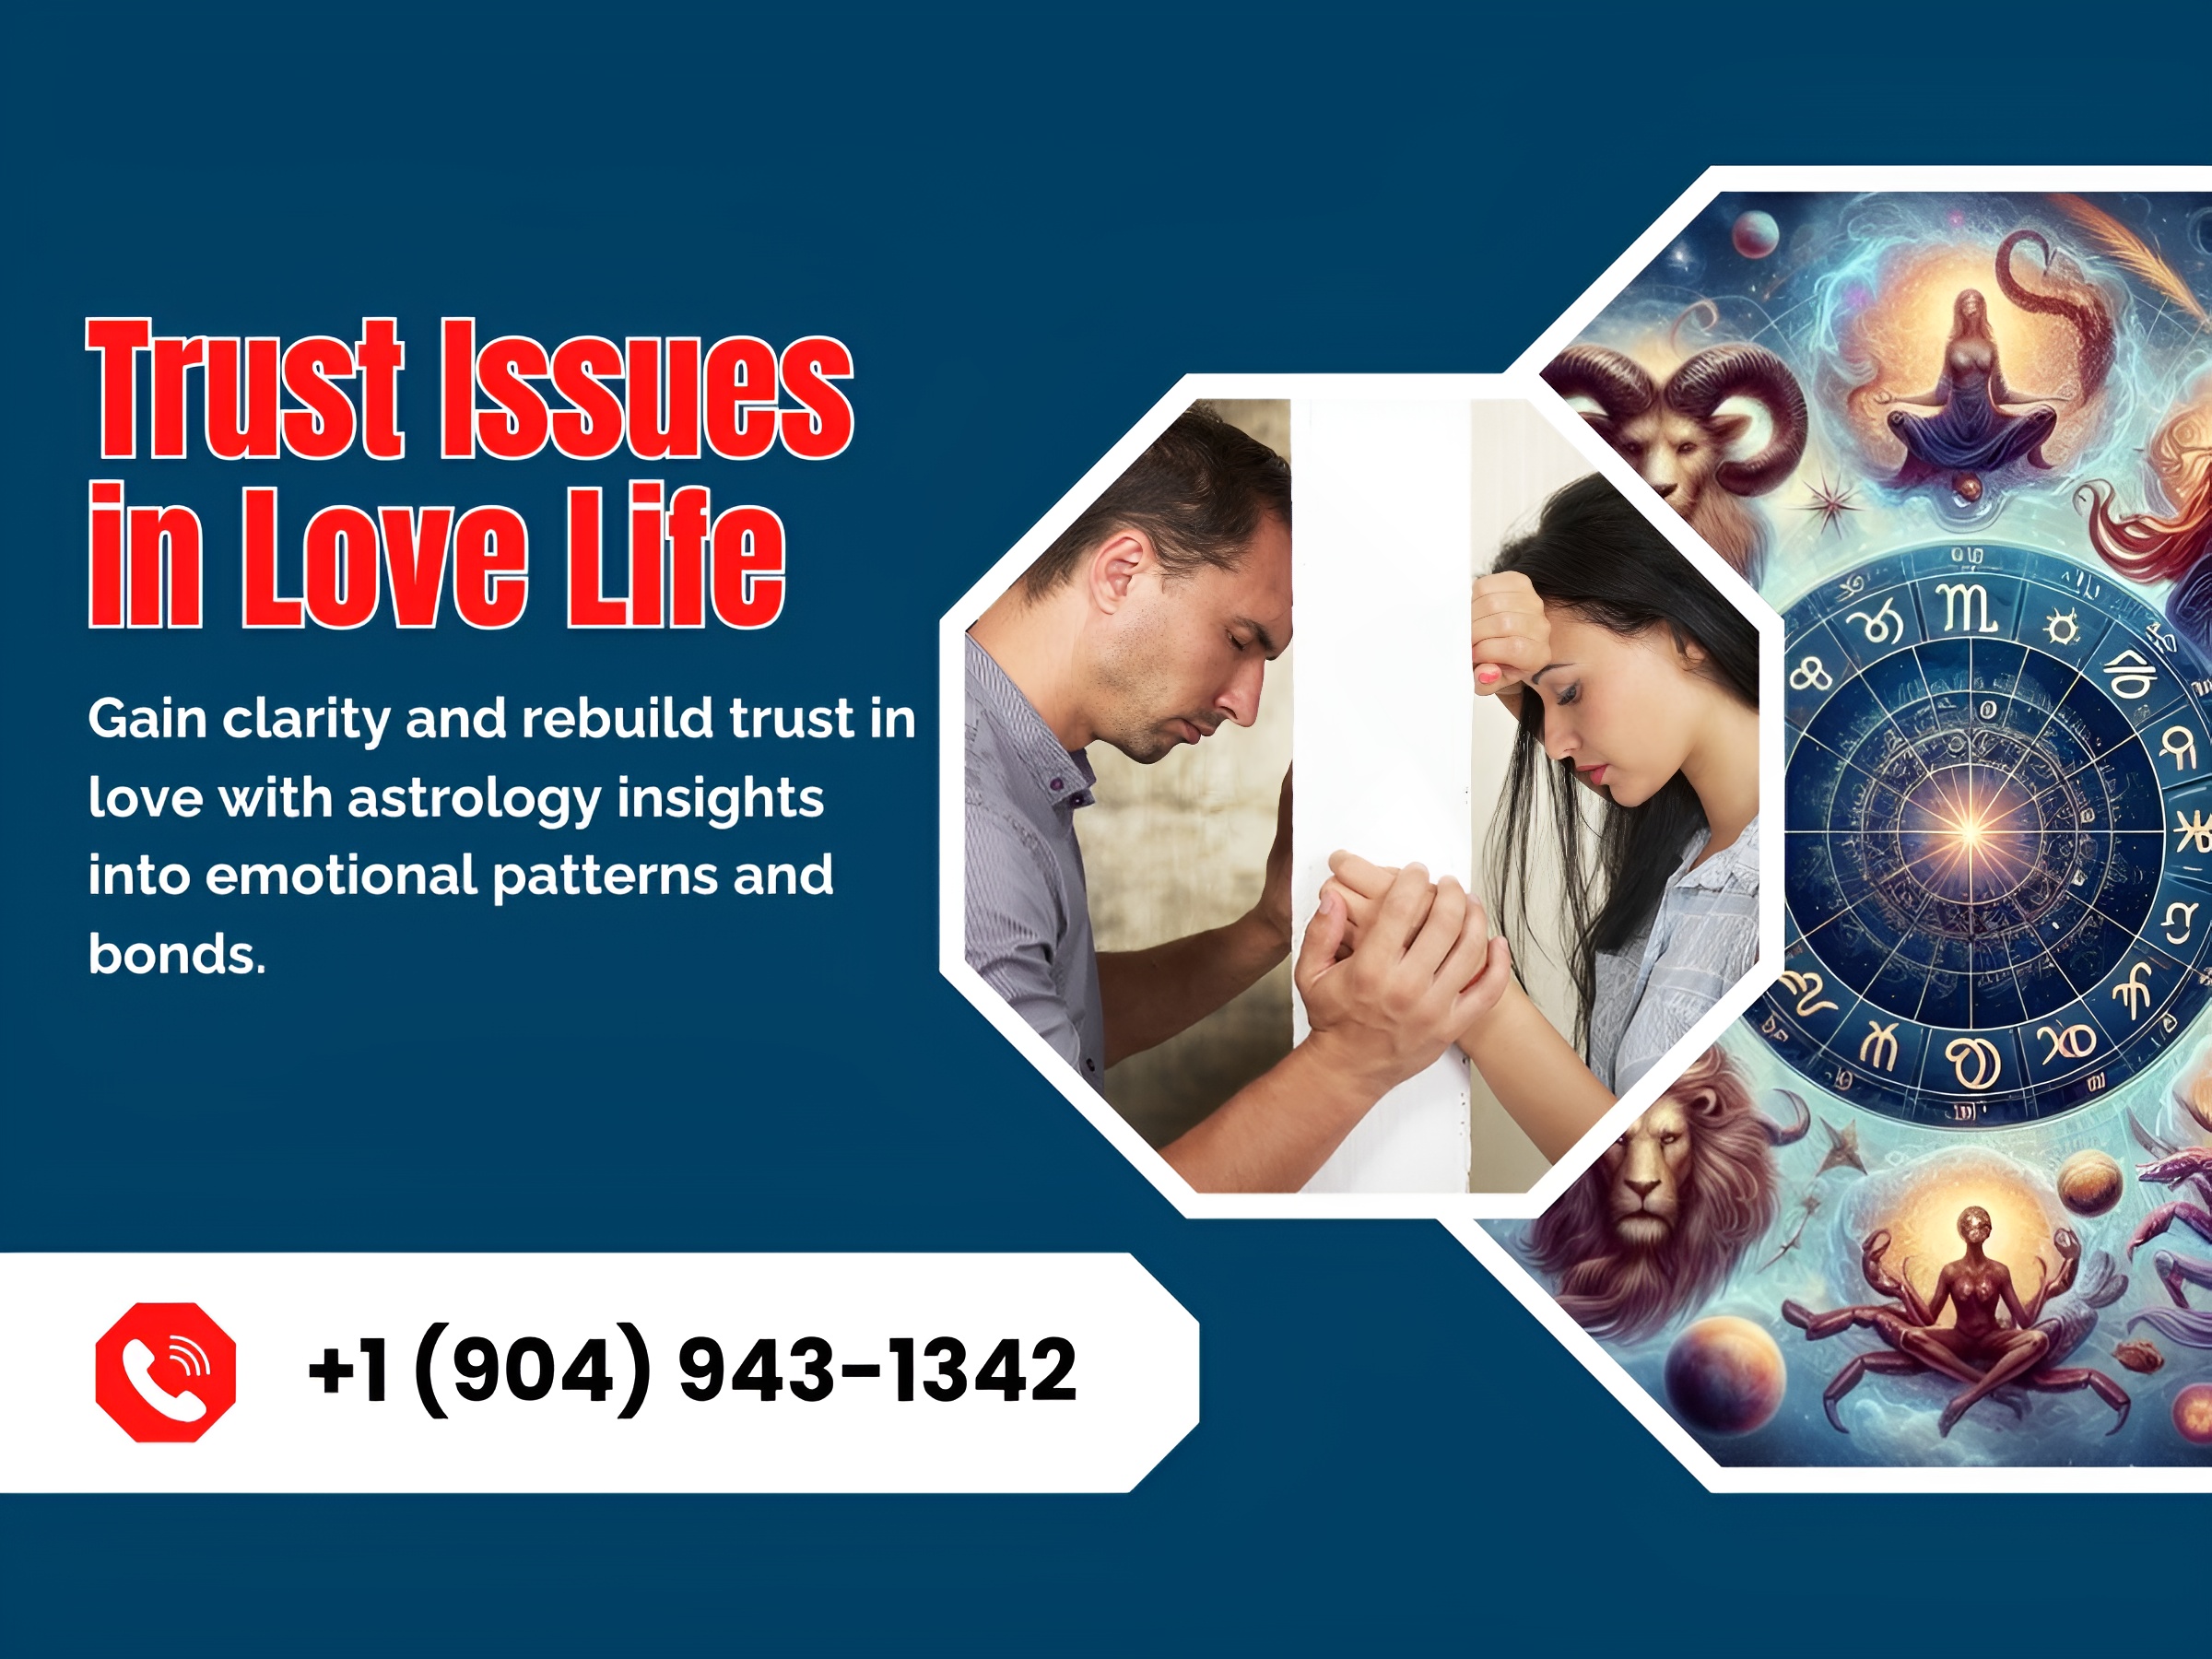 Trust Issues
in Love Life
Gain clarity and rebuild trust in
love with astrology insights
into emotional patterns and
bonds.
+1 (904) 943-1342